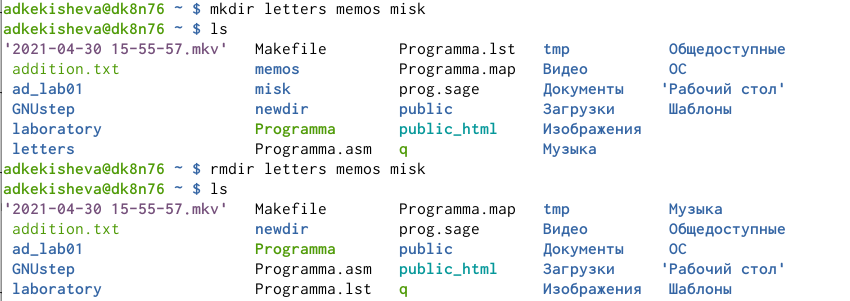 adkekisheva@dk8n76 ~ $ mkdir letters memos misk
adkekisheva@dk8n76 ~ $ ls
'2021-04-30 15-55-57.mkv' Makefile Programma.lst tmp Общедоступные
addition.txt memos Programma.map Видео ОС
ad_lab01 misk prog.sage Документы 'Рабочий стол'
GNUstep newdir public Загрузки Шаблоны
laboratory Programma public_html Изображения
letters Programma.asm q Музыка
adkekisheva@dk8n76 ~ $ rmdir letters memos misk
adkekisheva@dk8n76 ~ $ ls
'2021-04-30 15-55-57.mkv' Makefile Programma.map tmp Музыка
addition.txt newdir prog.sage Видео Общедоступные
ad_lab01 Programma public Документы ОС
GNUstep Programma.asm public_html Загрузки 'Рабочий стол'
laboratory Programma.lst q Изображения Шаблоны